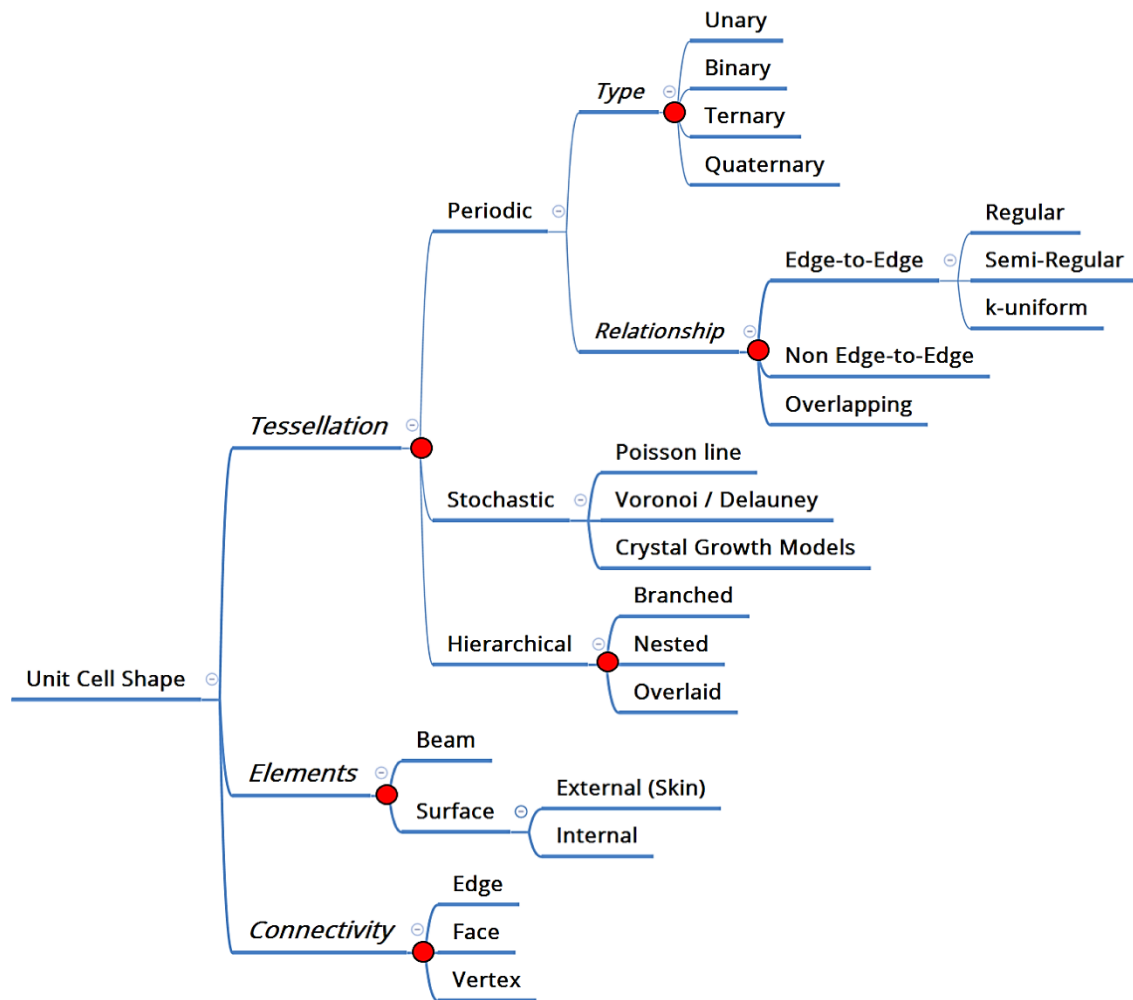 Unary
Binary
Type
Ternary
Quaternary
Periodic
Regular
Edge-to-Edge
Semi-Regular
k-uniform
Relationship
Non Edge-to-Edge
Overlapping
Tessellation
Poisson line
Stochastic
Voronoi / Delauney
Crystal Growth Models
Branched
Hierarchical
Nested
Overlaid
Unit Cell Shape
Beam
Elements
External (Skin)
Surface
Internal
Edge
Connectivity
Face
Vertex